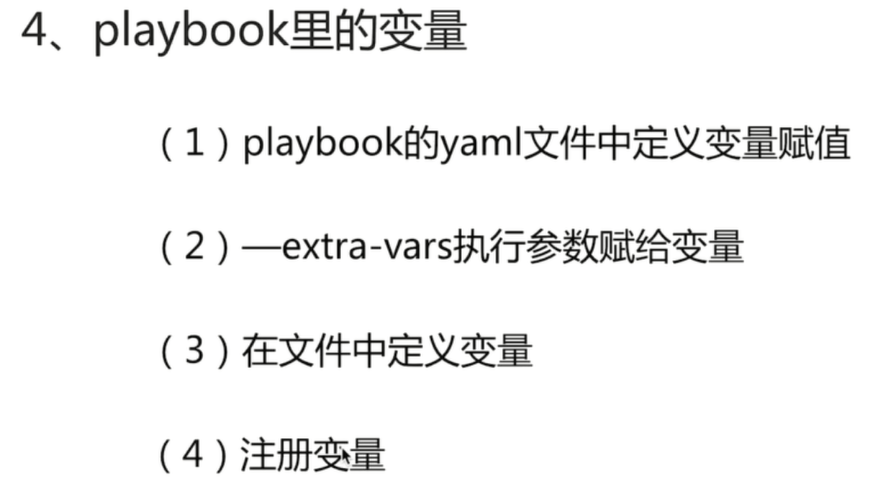 4、playbook里的变量
（1）playbook的yaml文件中定义变量赋值
（2）—extra-vars执行参数赋给变量
（3）在文件中定义变量
（4）注册变量